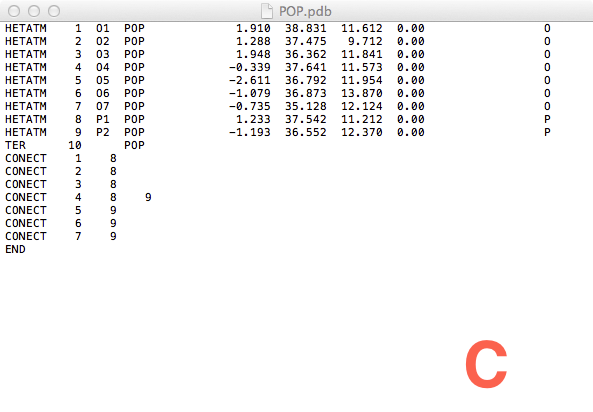 POP.pdb
HETATM    1  O1  POP             1.910  38.831  11.612  0.00                 O
HETATM    2  O2  POP             1.288  37.475   9.712  0.00                 O
HETATM    3  O3  POP             1.948  36.362  11.841  0.00                 O
HETATM    4  O4  POP            -0.339  37.641  11.573  0.00                 O
HETATM    5  O5  POP            -2.611  36.792  11.954  0.00                 O
HETATM    6  O6  POP            -1.079  36.873  13.870  0.00                 O
HETATM    7  O7  POP            -0.735  35.128  12.124  0.00                 O
HETATM    8  P1  POP             1.233  37.542  11.212  0.00                 P
HETATM    9  P2  POP            -1.193  36.552  12.370  0.00                 P
TER      10      POP
CONECT    1    8
CONECT    2    8
CONECT    3    8
CONECT    4    8    9
CONECT    5    9
CONECT    6    9
CONECT    7    9
END
C